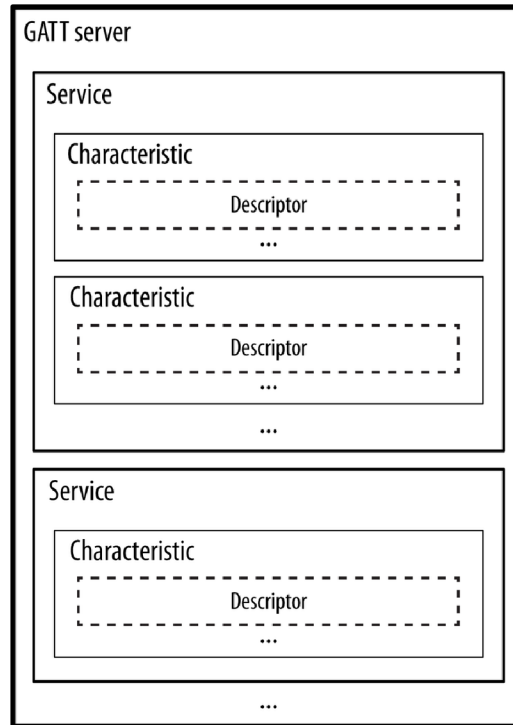 GATT server
Service
Characteristic
Descriptor
...
Characteristic
Descriptor
...
...
Service
Characteristic
Descriptor
...
...